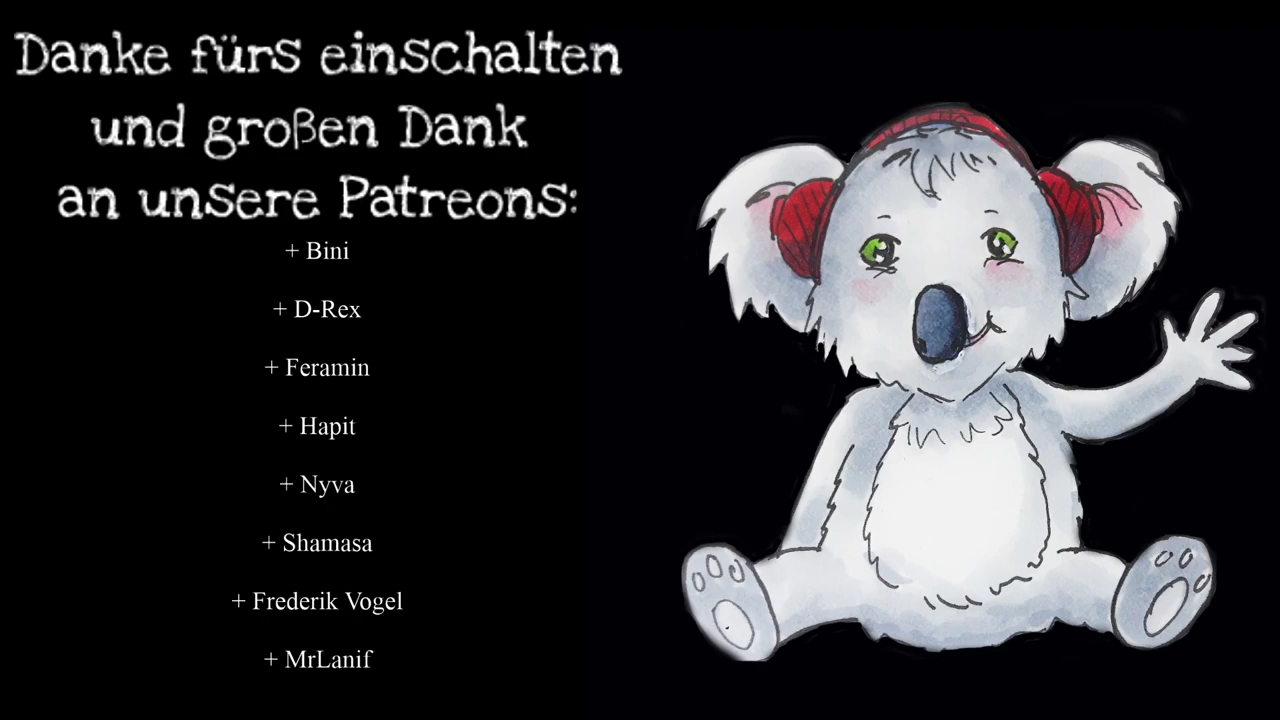 Danke fürs einschalten
und großen Dank
an unsere Patreons:
+ Bini
+ D-Rex
+ Feramin
+ Hapit
+ Nyva
+ Shamasa
+ Frederik Vogel
+ MrLanif